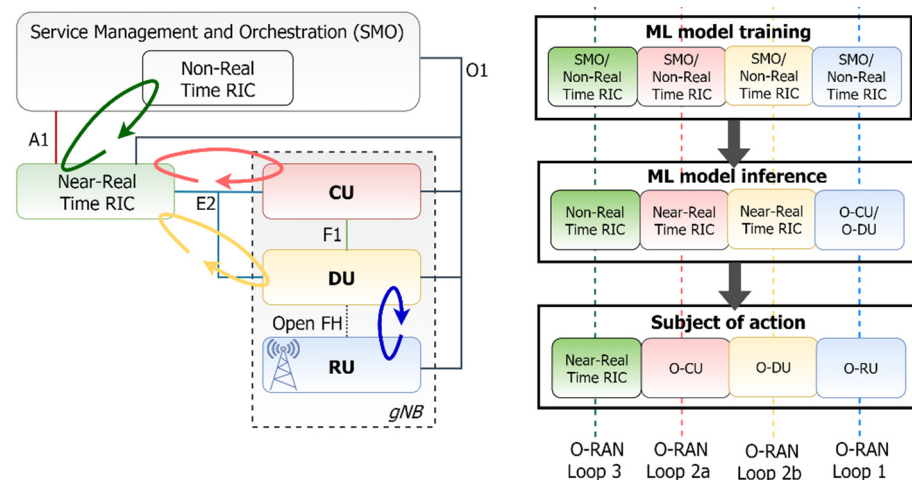 Service Management and Orchestration (SMO)
Non-Real
Time RIC
O1
A1
Near-Real
Time RIC
E2
CU
F1
DU
Open FH
RU
gNB
ML model training
SMO/
Non-Real
Time RIC
SMO/
Non-Real
Time RIC
SMO/
Non-Real
Time RIC
SMO/
Non-Real
Time RIC
ML model inference
Non-Real
Time RIC
Near-Real
Time RIC
Near-Real
Time RIC
O-CU/
O-DU
Subject of action
Near-Real
Time RIC
O-CU
O-DU
O-RU
O-RAN
Loop 3
O-RAN
Loop 2a
O-RAN
Loop 2b
O-RAN
Loop 1